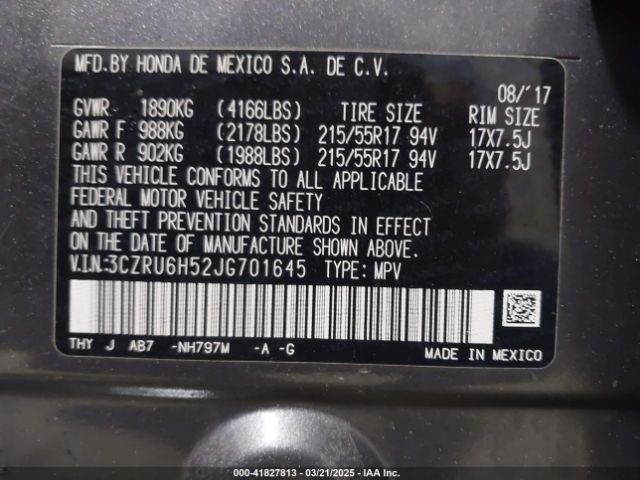 MFD.BY HONDA DE MEXICO S.A. DE C.V.
08/'17
GVWR 1890KG (4166LBS) TIRE SIZE RIM SIZE
GAWR F 988KG (2178LBS) 215/55R17 94V 17X7.5J
GAWR R 902KG (1988LBS) 215/55R17 94V 17X7.5J
THIS VEHICLE CONFORMS TO ALL APPLICABLE
FEDERAL MOTOR VEHICLE SAFETY
AND THEFT PREVENTION STANDARDS IN EFFECT
ON THE DATE OF MANUFACTURE SHOWN ABOVE.
V.I.N:3CZRU6H52JG701645 TYPE: MPV
THY J AB7 -NH797M -A -G MADE IN MEXICO
000-41827813 / 03/21/2025 / IAA Inc.